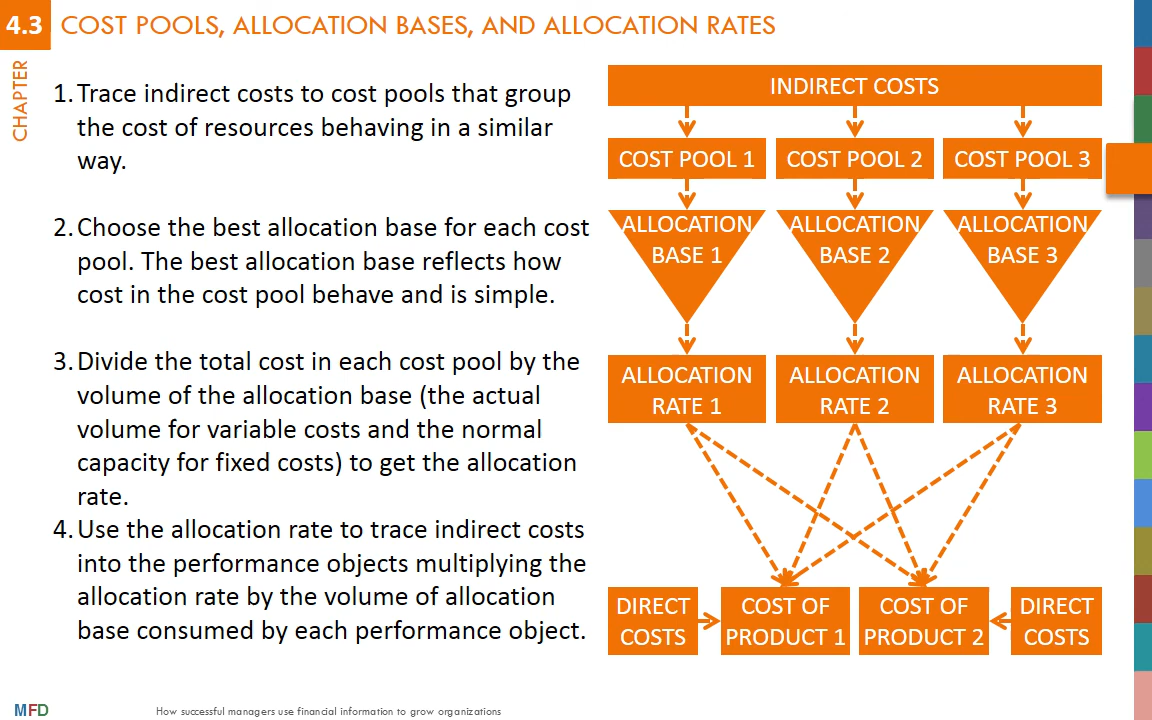 4.3 COST POOLS, ALLOCATION BASES, AND ALLOCATION RATES
CHAPTER
1. Trace indirect costs to cost pools that group
the cost of resources behaving in a similar
way.
2. Choose the best allocation base for each cost
pool. The best allocation base reflects how
cost in the cost pool behave and is simple.
3. Divide the total cost in each cost pool by the
volume of the allocation base (the actual
volume for variable costs and the normal
capacity for fixed costs) to get the allocation
rate.
4. Use the allocation rate to trace indirect costs
into the performance objects multiplying the
allocation rate by the volume of allocation
base consumed by each performance object.
INDIRECT COSTS
COST POOL 1 COST POOL 2 COST POOL 3
ALLOCATION ALLOCATION ALLOCATION
BASE 1 BASE 2 BASE 3
ALLOCATION ALLOCATION ALLOCATION
RATE 1 RATE 2 RATE 3
DIRECT COST OF COST OF DIRECT
COSTS PRODUCT 1 PRODUCT 2 COSTS
MFD How successful managers use financial information to grow organizations